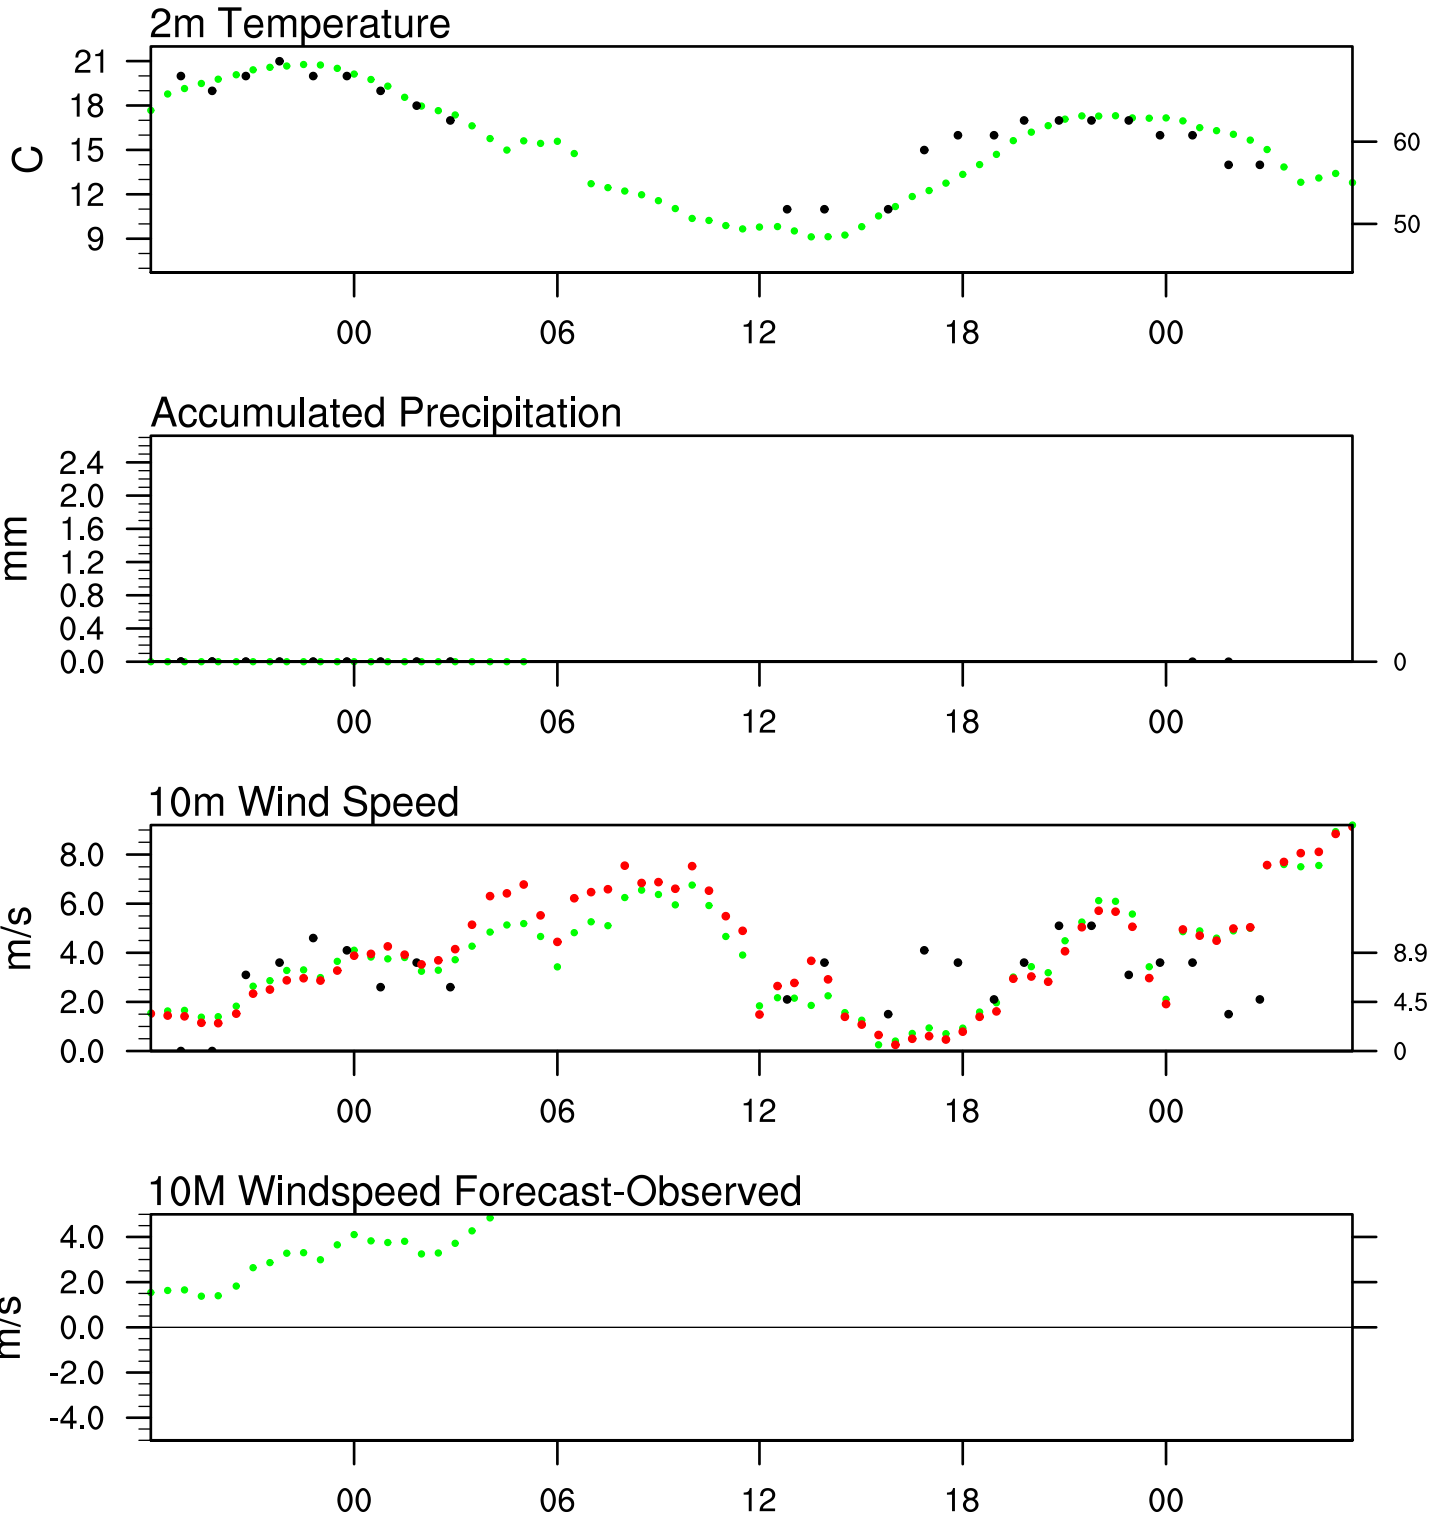 2m Temperature
21
18
15
12
9
C
60
50
00 06 12 18 00
Accumulated Precipitation
2.4
2.0
1.6
1.2
0.8
0.4
0.0
mm
0
00 06 12 18 00
10m Wind Speed
8.0
6.0
4.0
2.0
0.0
m/s
8.9
4.5
0
00 06 12 18 00
10M Windspeed Forecast-Observed
4.0
2.0
0.0
-2.0
-4.0
m/s
00 06 12 18 00